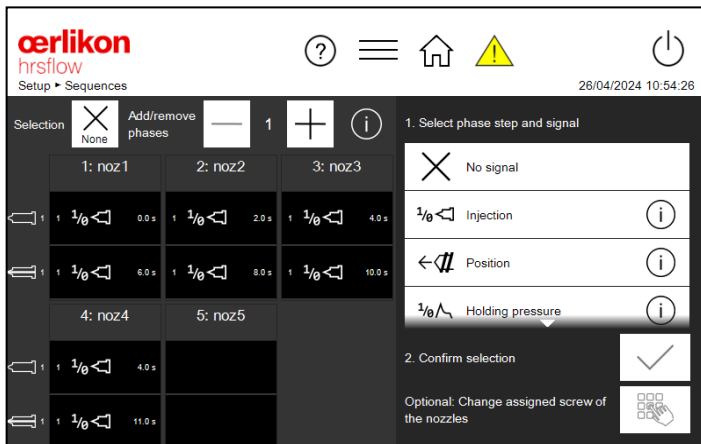 œrlikon
hrsflow
Setup ▸ Sequences
?
!
26/04/2024 10:54:26
Selection
None
Add/remove
phases
1
i
1: noz1 2: noz2 3: noz3
1 1 1/0 0.0 s 1 1/0 2.0 s 1 1/0 4.0 s
1 1 1/0 6.0 s 1 1/0 8.0 s 1 1/0 10.0 s
4: noz4 5: noz5
1 1 1/0 4.0 s
1 1 1/0 11.0 s
1. Select phase step and signal
No signal
1/0 Injection i
Position i
1/0 Holding pressure i
2. Confirm selection
Optional: Change assigned screw of
the nozzles